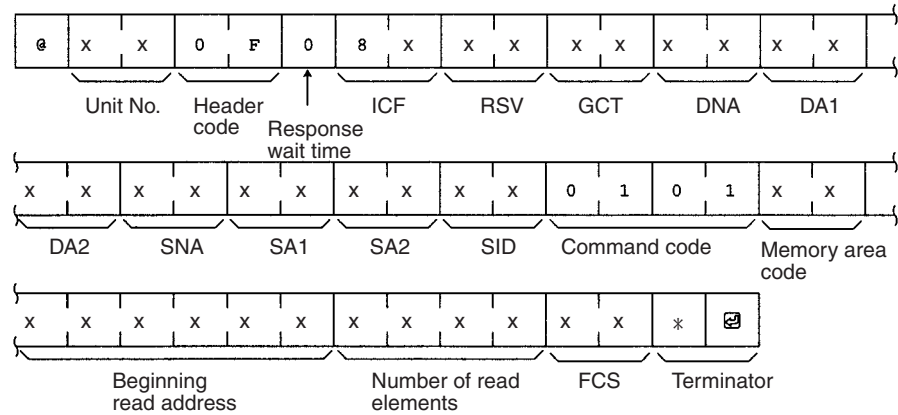 @ x x 0 F 0 8 x x x x x x x x x
Unit No. Header code Response wait time ICF RSV GCT DNA DA1
x x x x x x x x x x 0 1 0 1 x x
DA2 SNA SA1 SA2 SID Command code Memory area code
x x x x x x x x x x x x * ↵
Beginning read address Number of read elements FCS Terminator